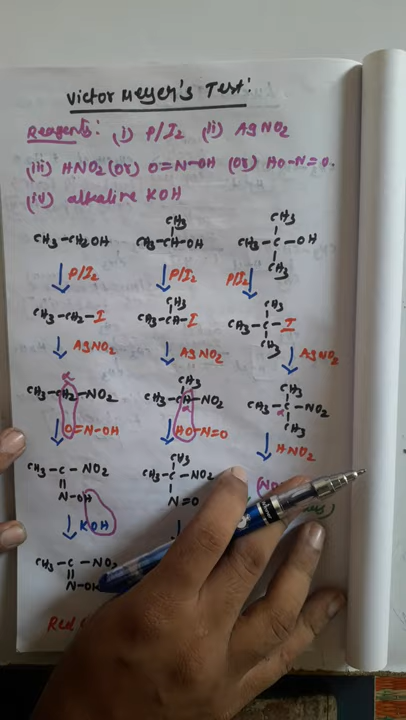 Victor Meyer's Test:
Reagents: (i) P/I2 (ii) AgNO2
(iii) HNO2 (or) O=N-OH (or) HO-N=O.
(iv) alkaline KOH
CH3 CH3
CH3-CH2OH CH3-CH-OH CH3-C-OH
CH3
P/I2 P/I2 P/I2
CH3 CH3
CH3-CH2-I CH3-CH-I CH3-C-I
CH3
AgNO2 AgNO2 AgNO2
α CH3 CH3
CH3-CH2-NO2 CH3-CH-NO2 CH3-C-NO2
α α CH3
O=N-OH HO-N=O HNO2
CH3
CH3-C-NO2 CH3-C-NO2
N-OH N=O
KOH
CH3-C-NO2
N-OK
Red